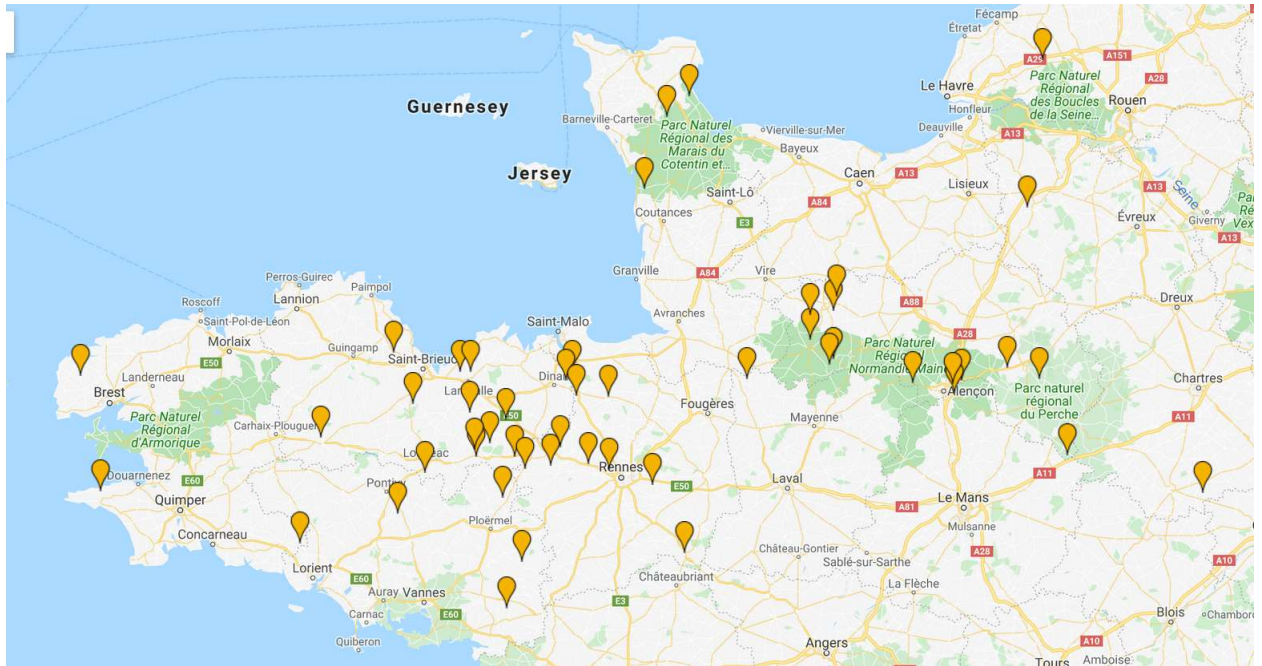 Fécamp
Étretat
A29
A151
A28
Le Havre
Parc Naturel
Régional
des Boucles
de la Seine...
Rouen
Honfleur
Deauville
A13
Guernesey
Barneville-Carteret
Parc Naturel
Régional des
Marais du
Cotentin et...
Vierville-sur-Mer
Bayeux
Jersey
Caen
A13
Lisieux
A13
Seine
Saint-Lô
A84
Coutances
E3
Évreux
Giverny
A13
Perros-Guirec
Paimpol
Lannion
Granville
A84
Vire
A88
Dreux
Roscoff
Saint-Pol-de-Léon
Morlaix
Guingamp
Saint-Malo
Avranches
A28
E50
Saint-Brieuc
Landerneau
Brest
Dinan
Parc
Régional
Normandie-Maine
Alençon
Parc naturel
régional
du Perche
Chartres
Fougères
Mayenne
A11
Parc Naturel
Régional
d'Armorique
Carhaix-Plouguer
E50
Rennes
E50
Laval
A11
Douarnenez
E60
Quimper
Pontivy
A81
Le Mans
Mulsanne
Ploërmel
Concarneau
Lorient
Château-Gontier
Sablé-sur-Sarthe
A28
A10
E60
Châteaubriant
La Flèche
Auray
Vannes
E3
Carnac
E60
Blois
Quiberon
Angers
A10
Tours
Amboise